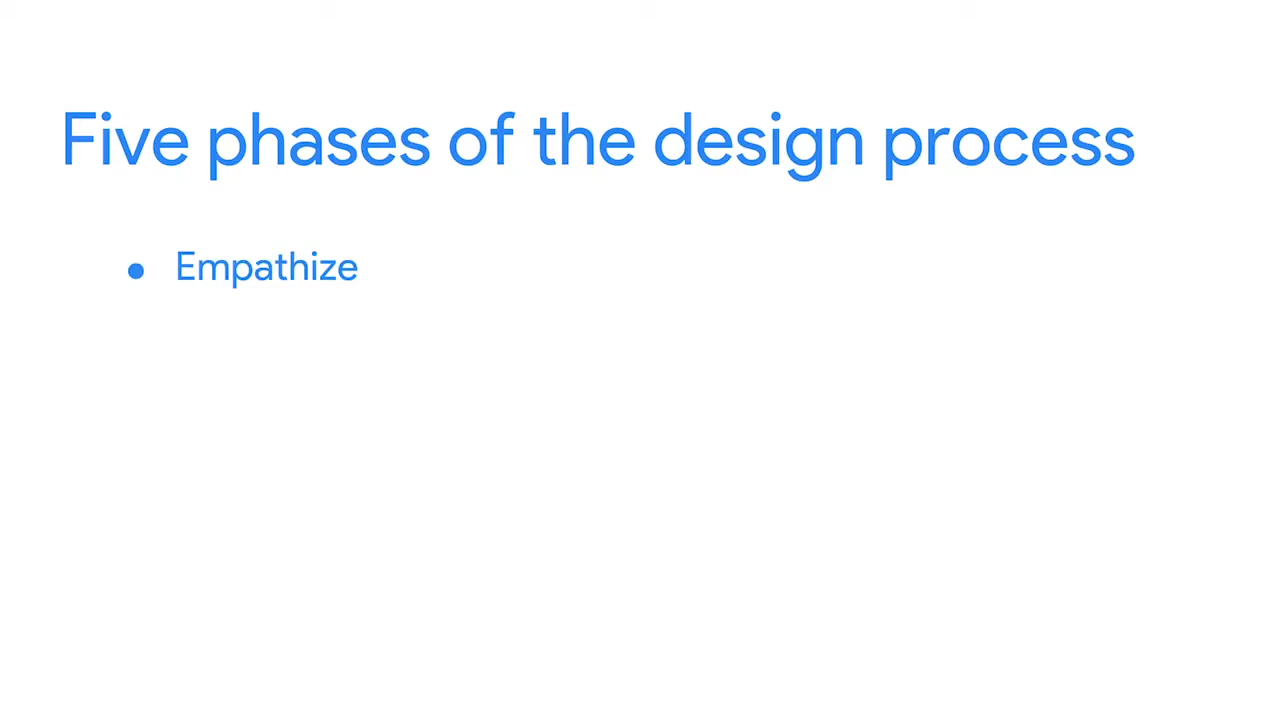 Five phases of the design process
• Empathize